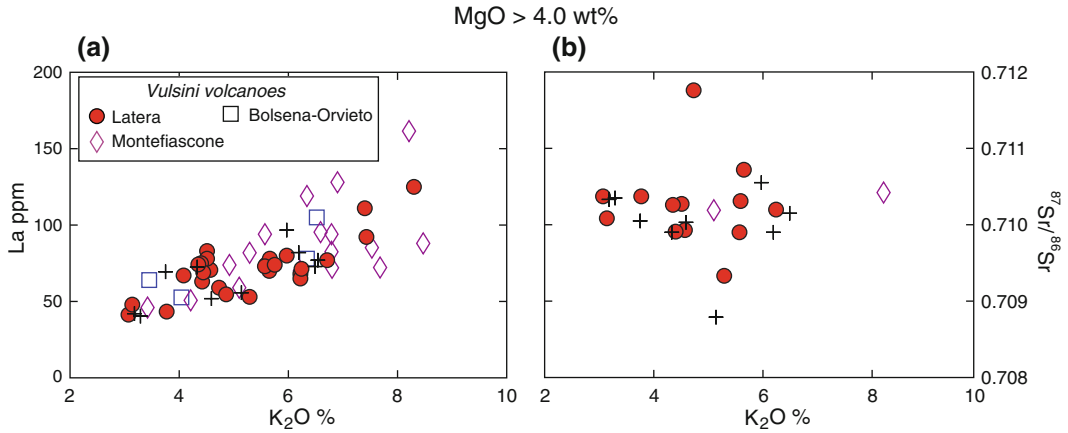 MgO > 4.0 wt%
(a)
(b)
200
150
100
50
0
La ppm
Vulsini volcanoes
Latera
Bolsena-Orvieto
Montefiascone
2 4 6 8 10
K₂O %
2 4 6 8 10
K₂O %
0.712
0.711
0.710
0.709
0.708
⁸⁷Sr/⁸⁶Sr